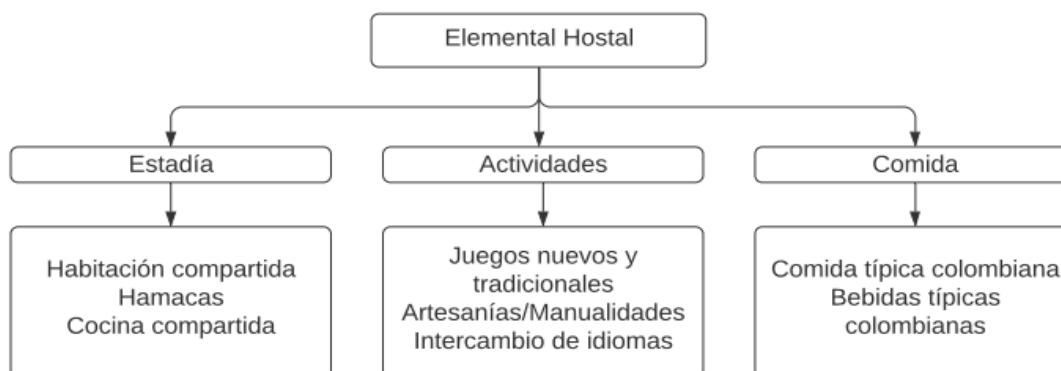 Elemental Hostal
Estadía
Actividades
Comida
Habitación compartida
Hamacas
Cocina compartida
Juegos nuevos y
tradicionales
Artesanías/Manualidades
Intercambio de idiomas
Comida típica colombiana
Bebidas típicas
colombianas